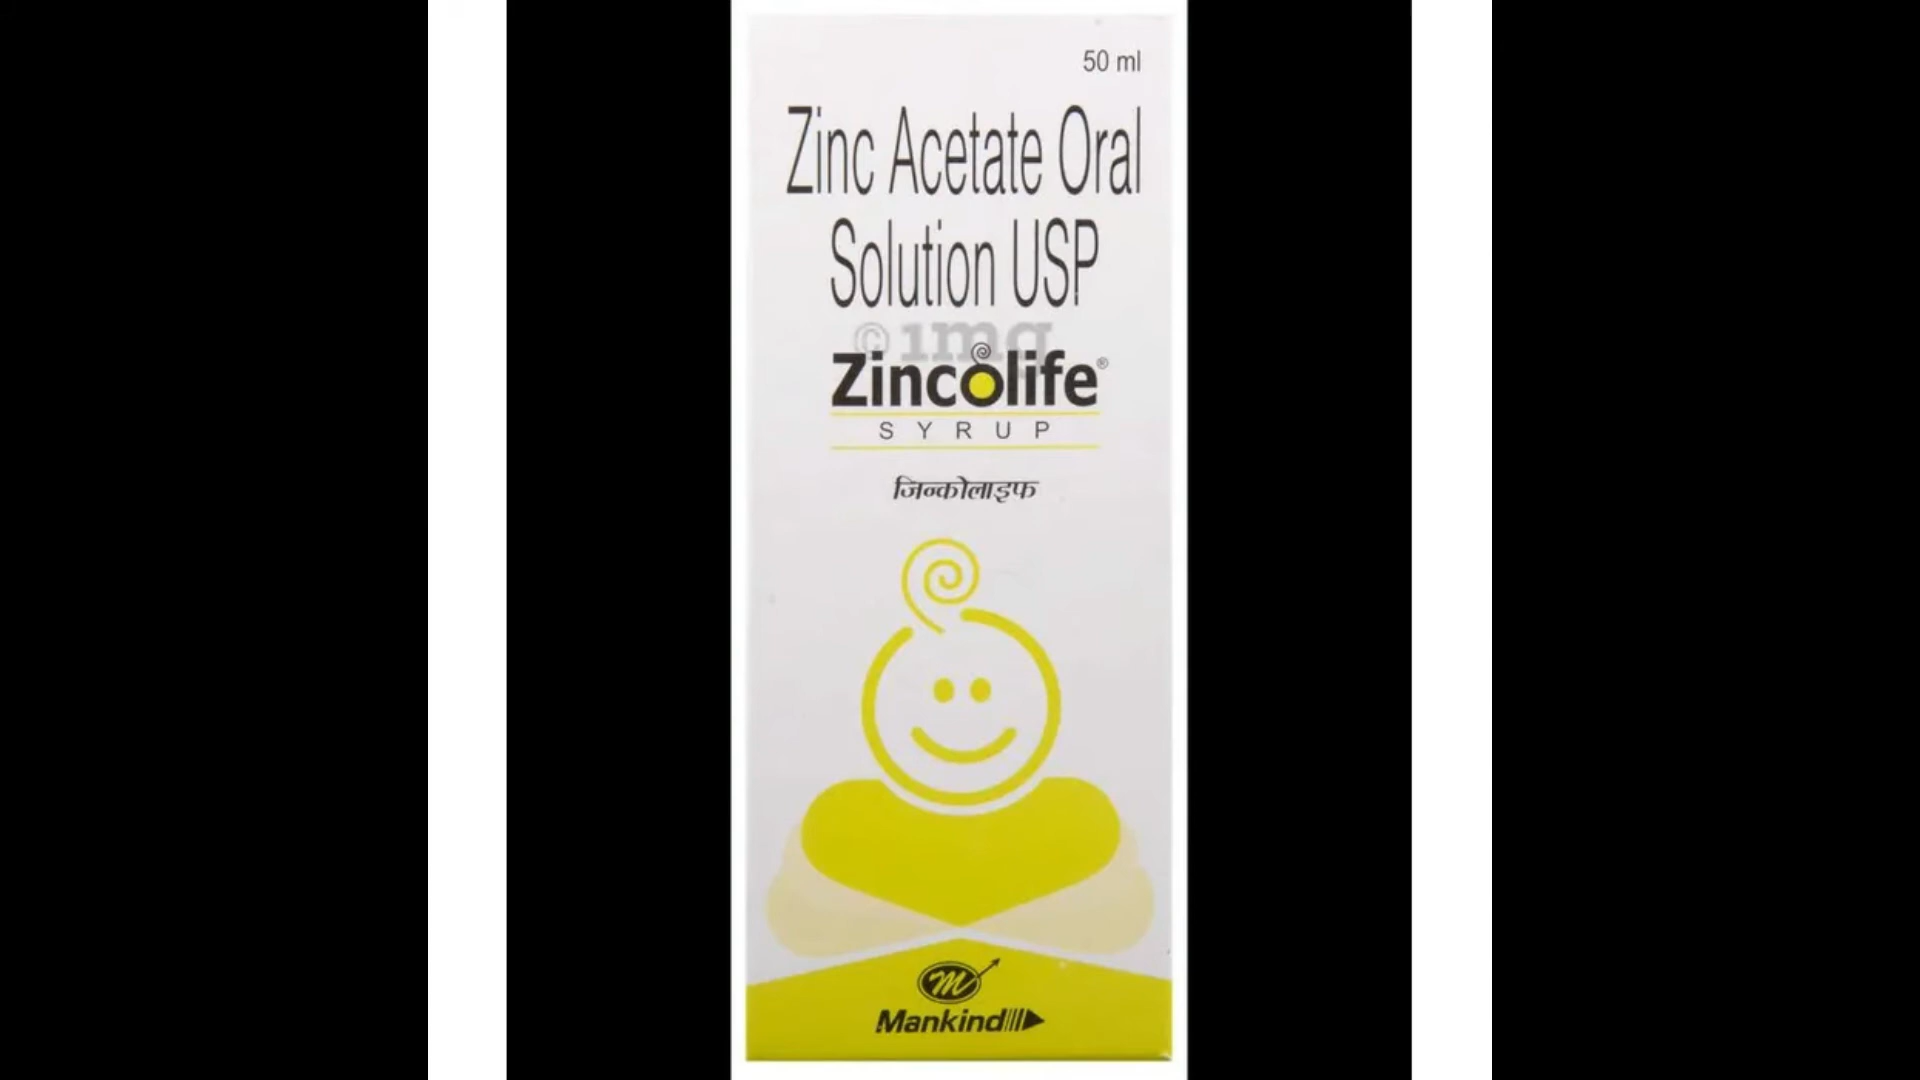 50 ml
Zinc Acetate Oral
Solution USP
© 1mg
Zincolife®
SYRUP
जिन्कोलाइफ
m
Mankind